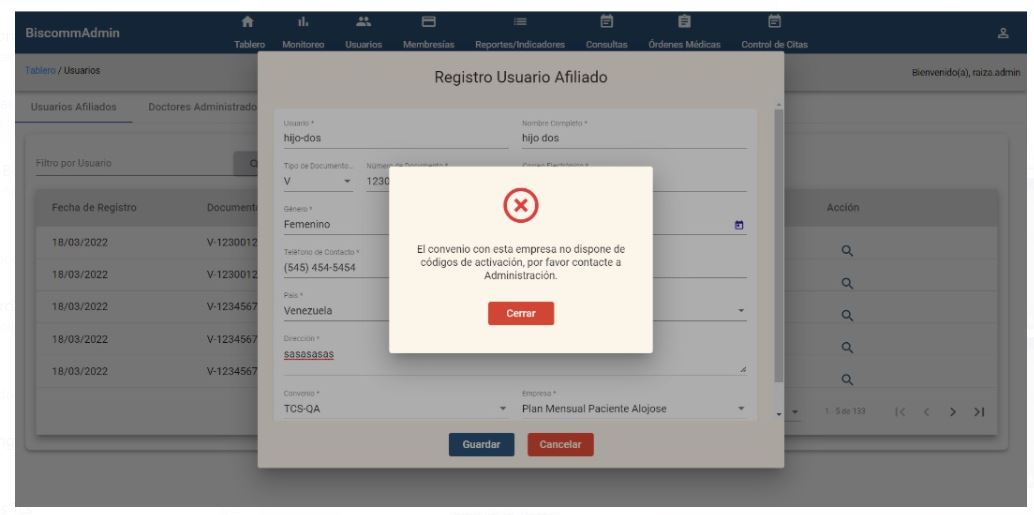 BiscommAdmin
Tablero
Monitoreo
Usuarios
Membresías
Reportes/Indicadores
Consultas
Órdenes Médicas
Control de Citas
Tablero / Usuarios
Bienvenido(a), raiza.admin
Registro Usuario Afiliado
Usuarios Afiliados
Doctores Administrado
Usuario *
Nombre Completo *
hijo-dos
hijo dos
Filtro por Usuario
Tipo de Documento...
Número de Documento *
Correo Electrónico *
V
1230
Fecha de Registro
Document
Acción
Género *
Femenino
18/03/2022
V-1230012
Teléfono de Contacto *
(545) 454-5454
El convenio con esta empresa no dispone de
códigos de activación, por favor contacte a
Administración.
18/03/2022
V-1230012
País *
Venezuela
Cerrar
18/03/2022
V-1234567
Dirección *
sasasasas
18/03/2022
V-1234567
18/03/2022
V-1234567
Convenio *
Empresa *
TCS-QA
Plan Mensual Paciente Alojose
1 - 5 de 133
Guardar
Cancelar